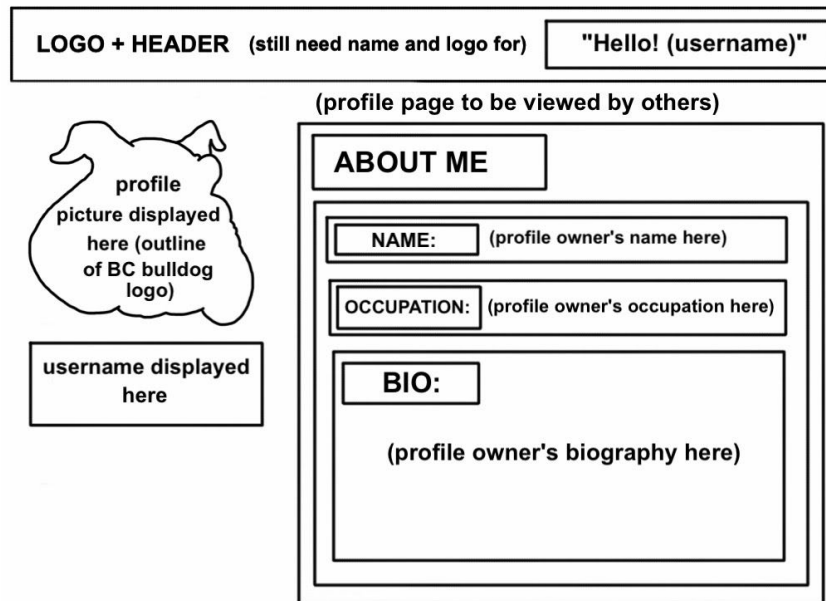 LOGO + HEADER (still need name and logo for) "Hello! (username)"
(profile page to be viewed by others)
profile
picture displayed
here (outline
of BC bulldog
logo)
username displayed
here
ABOUT ME
NAME: (profile owner's name here)
OCCUPATION: (profile owner's occupation here)
BIO:
(profile owner's biography here)